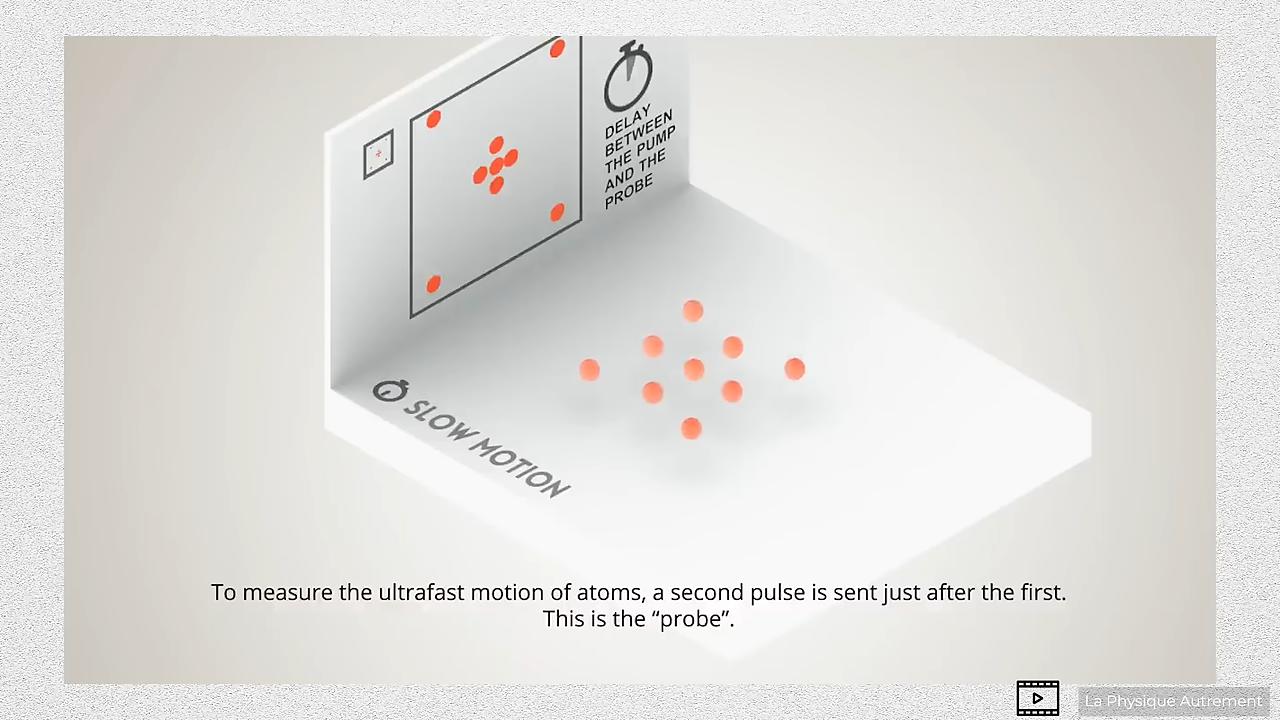 DELAY
BETWEEN
THE PUMP
AND THE
PROBE
SLOW MOTION
To measure the ultrafast motion of atoms, a second pulse is sent just after the first.
This is the “probe”.
La Physique Autrement